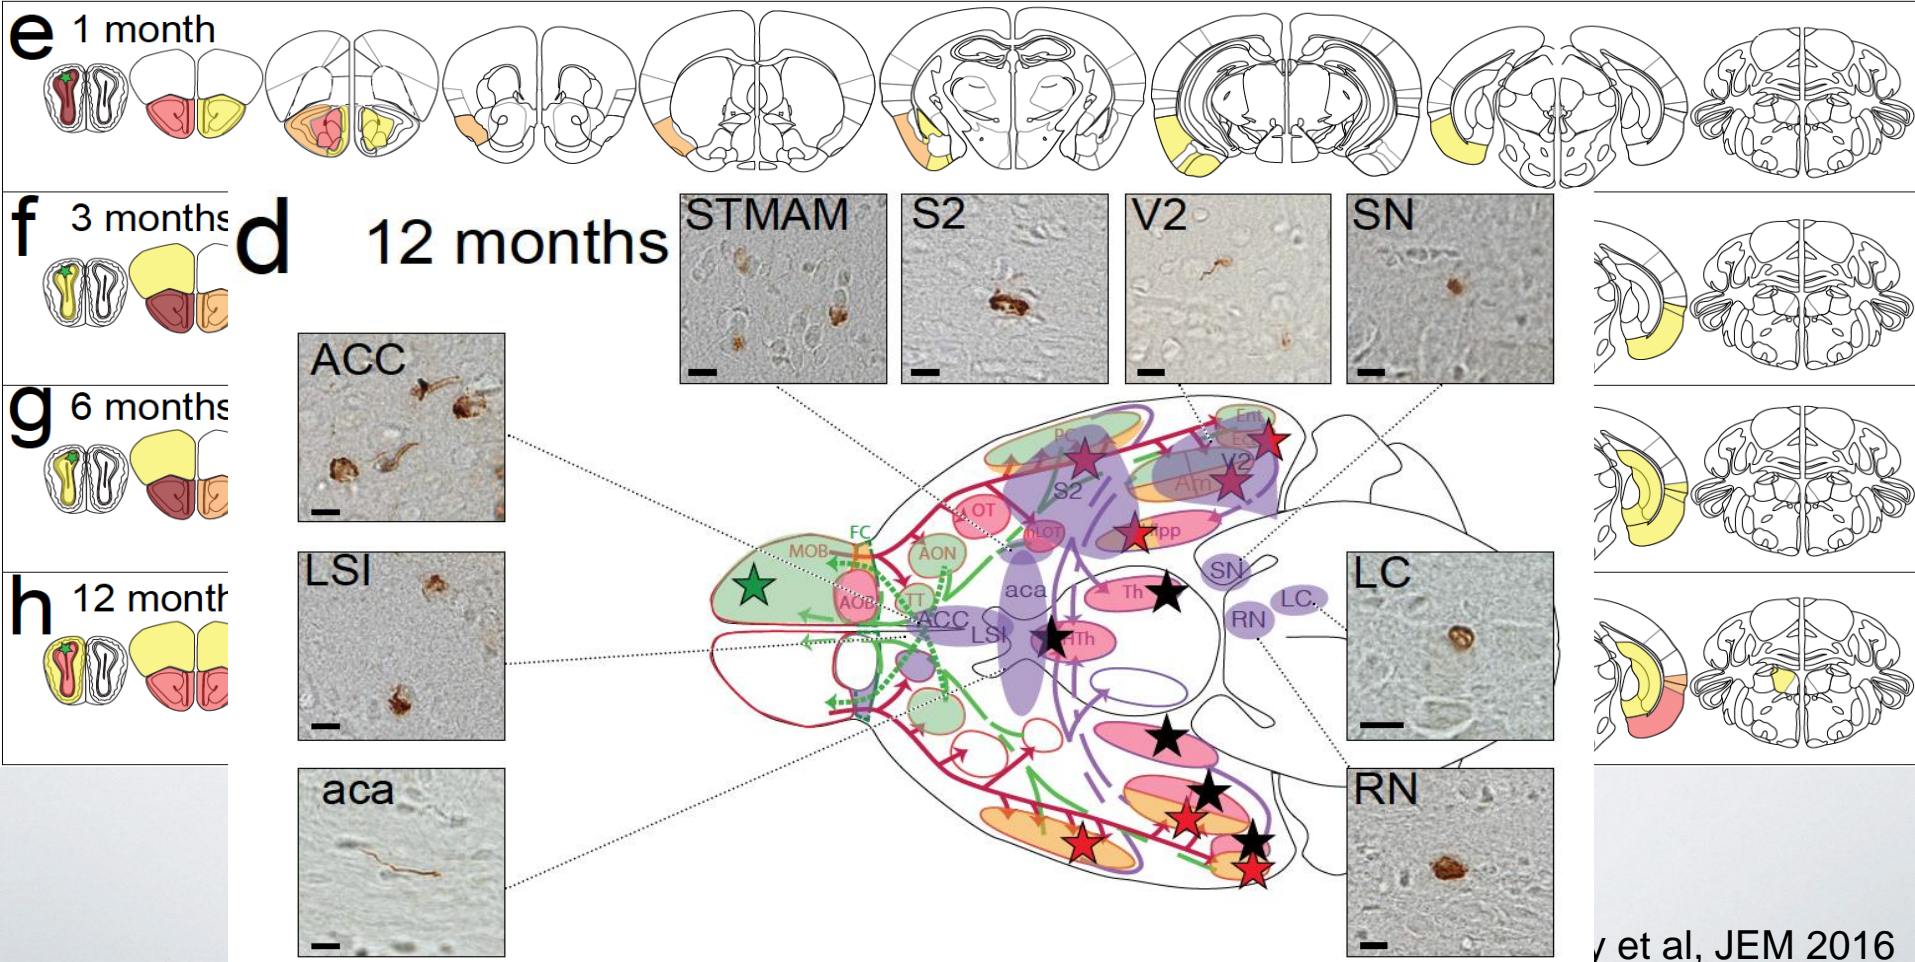 e 1 month
f 3 months
d 12 months
STMAM
S2
V2
SN
ACC
g 6 months
Ent
PC
Ec
V2
S2
Am
OT
nLOT
Hipp
FC
MOB
AON
LSI
LC
SN
AOB
TT
aca
Th
LC
h 12 month
ACC
RN
LSI
HTh
aca
RN
y et al, JEM 2016